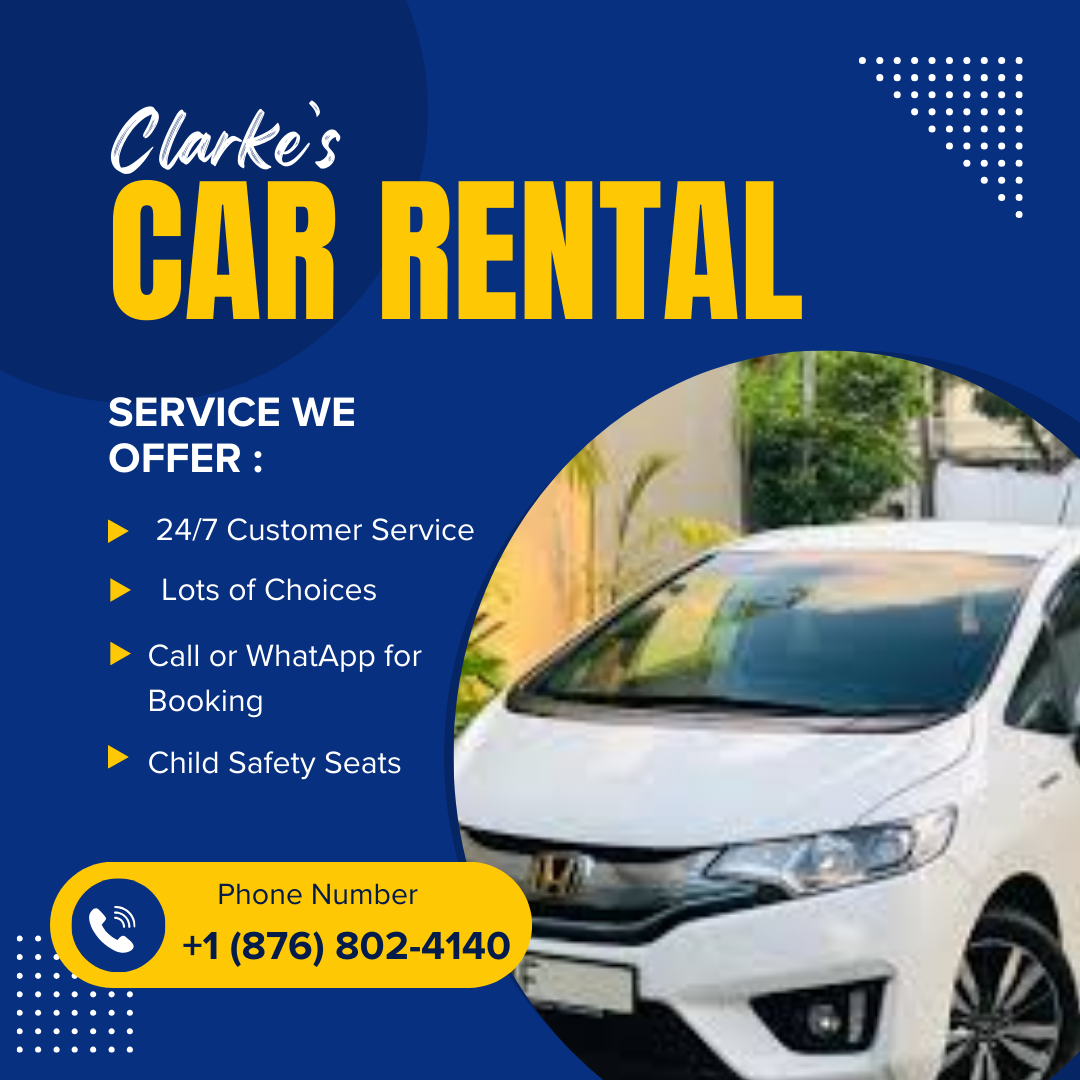 Clarke's
CAR RENTAL
SERVICE WE
OFFER :
24/7 Customer Service
Lots of Choices
Call or WhatApp for
Booking
Child Safety Seats
Phone Number
+1 (876) 802-4140